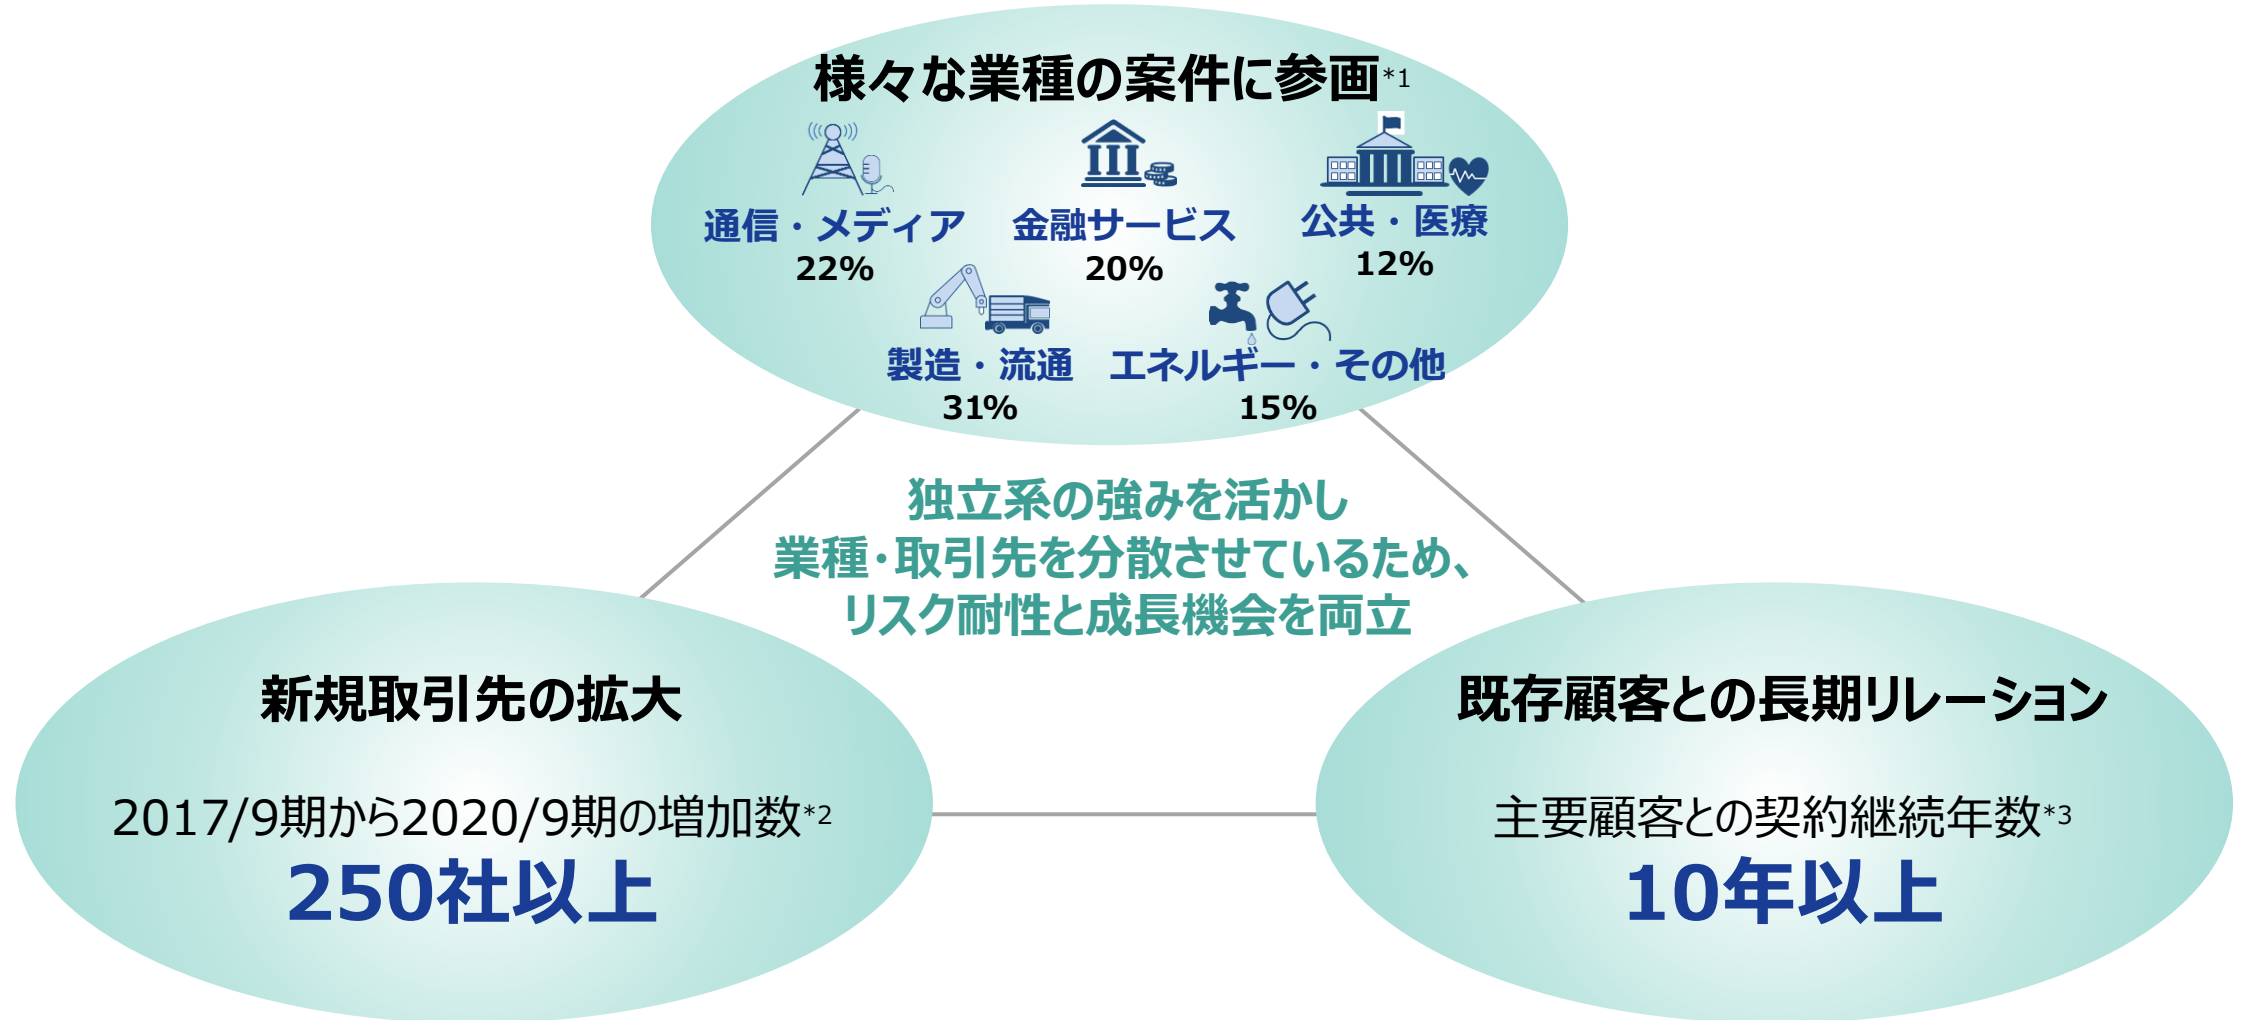 様々な業種の案件に参画*1
通信・メディア
22%
金融サービス
20%
公共・医療
12%
製造・流通
31%
エネルギー・その他
15%
独立系の強みを活かし
業種・取引先を分散させているため、
リスク耐性と成長機会を両立
新規取引先の拡大
2017/9期から2020/9期の増加数*2
250社以上
既存顧客との長期リレーション
主要顧客との契約継続年数*3
10年以上